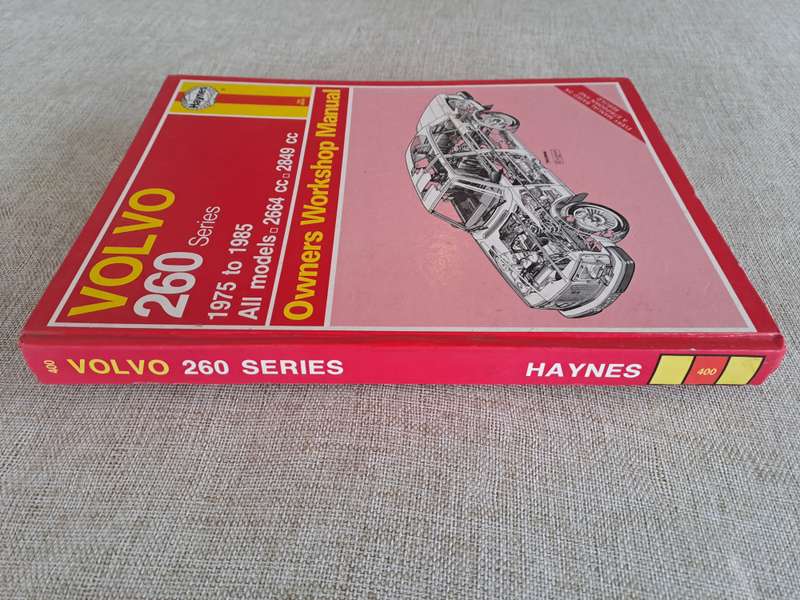 Haynes
VOLVO
260 Series
1975 to 1985
All models □ 2664 cc □ 2849 cc
Owners Workshop Manual
400 VOLVO 260 SERIES HAYNES 400